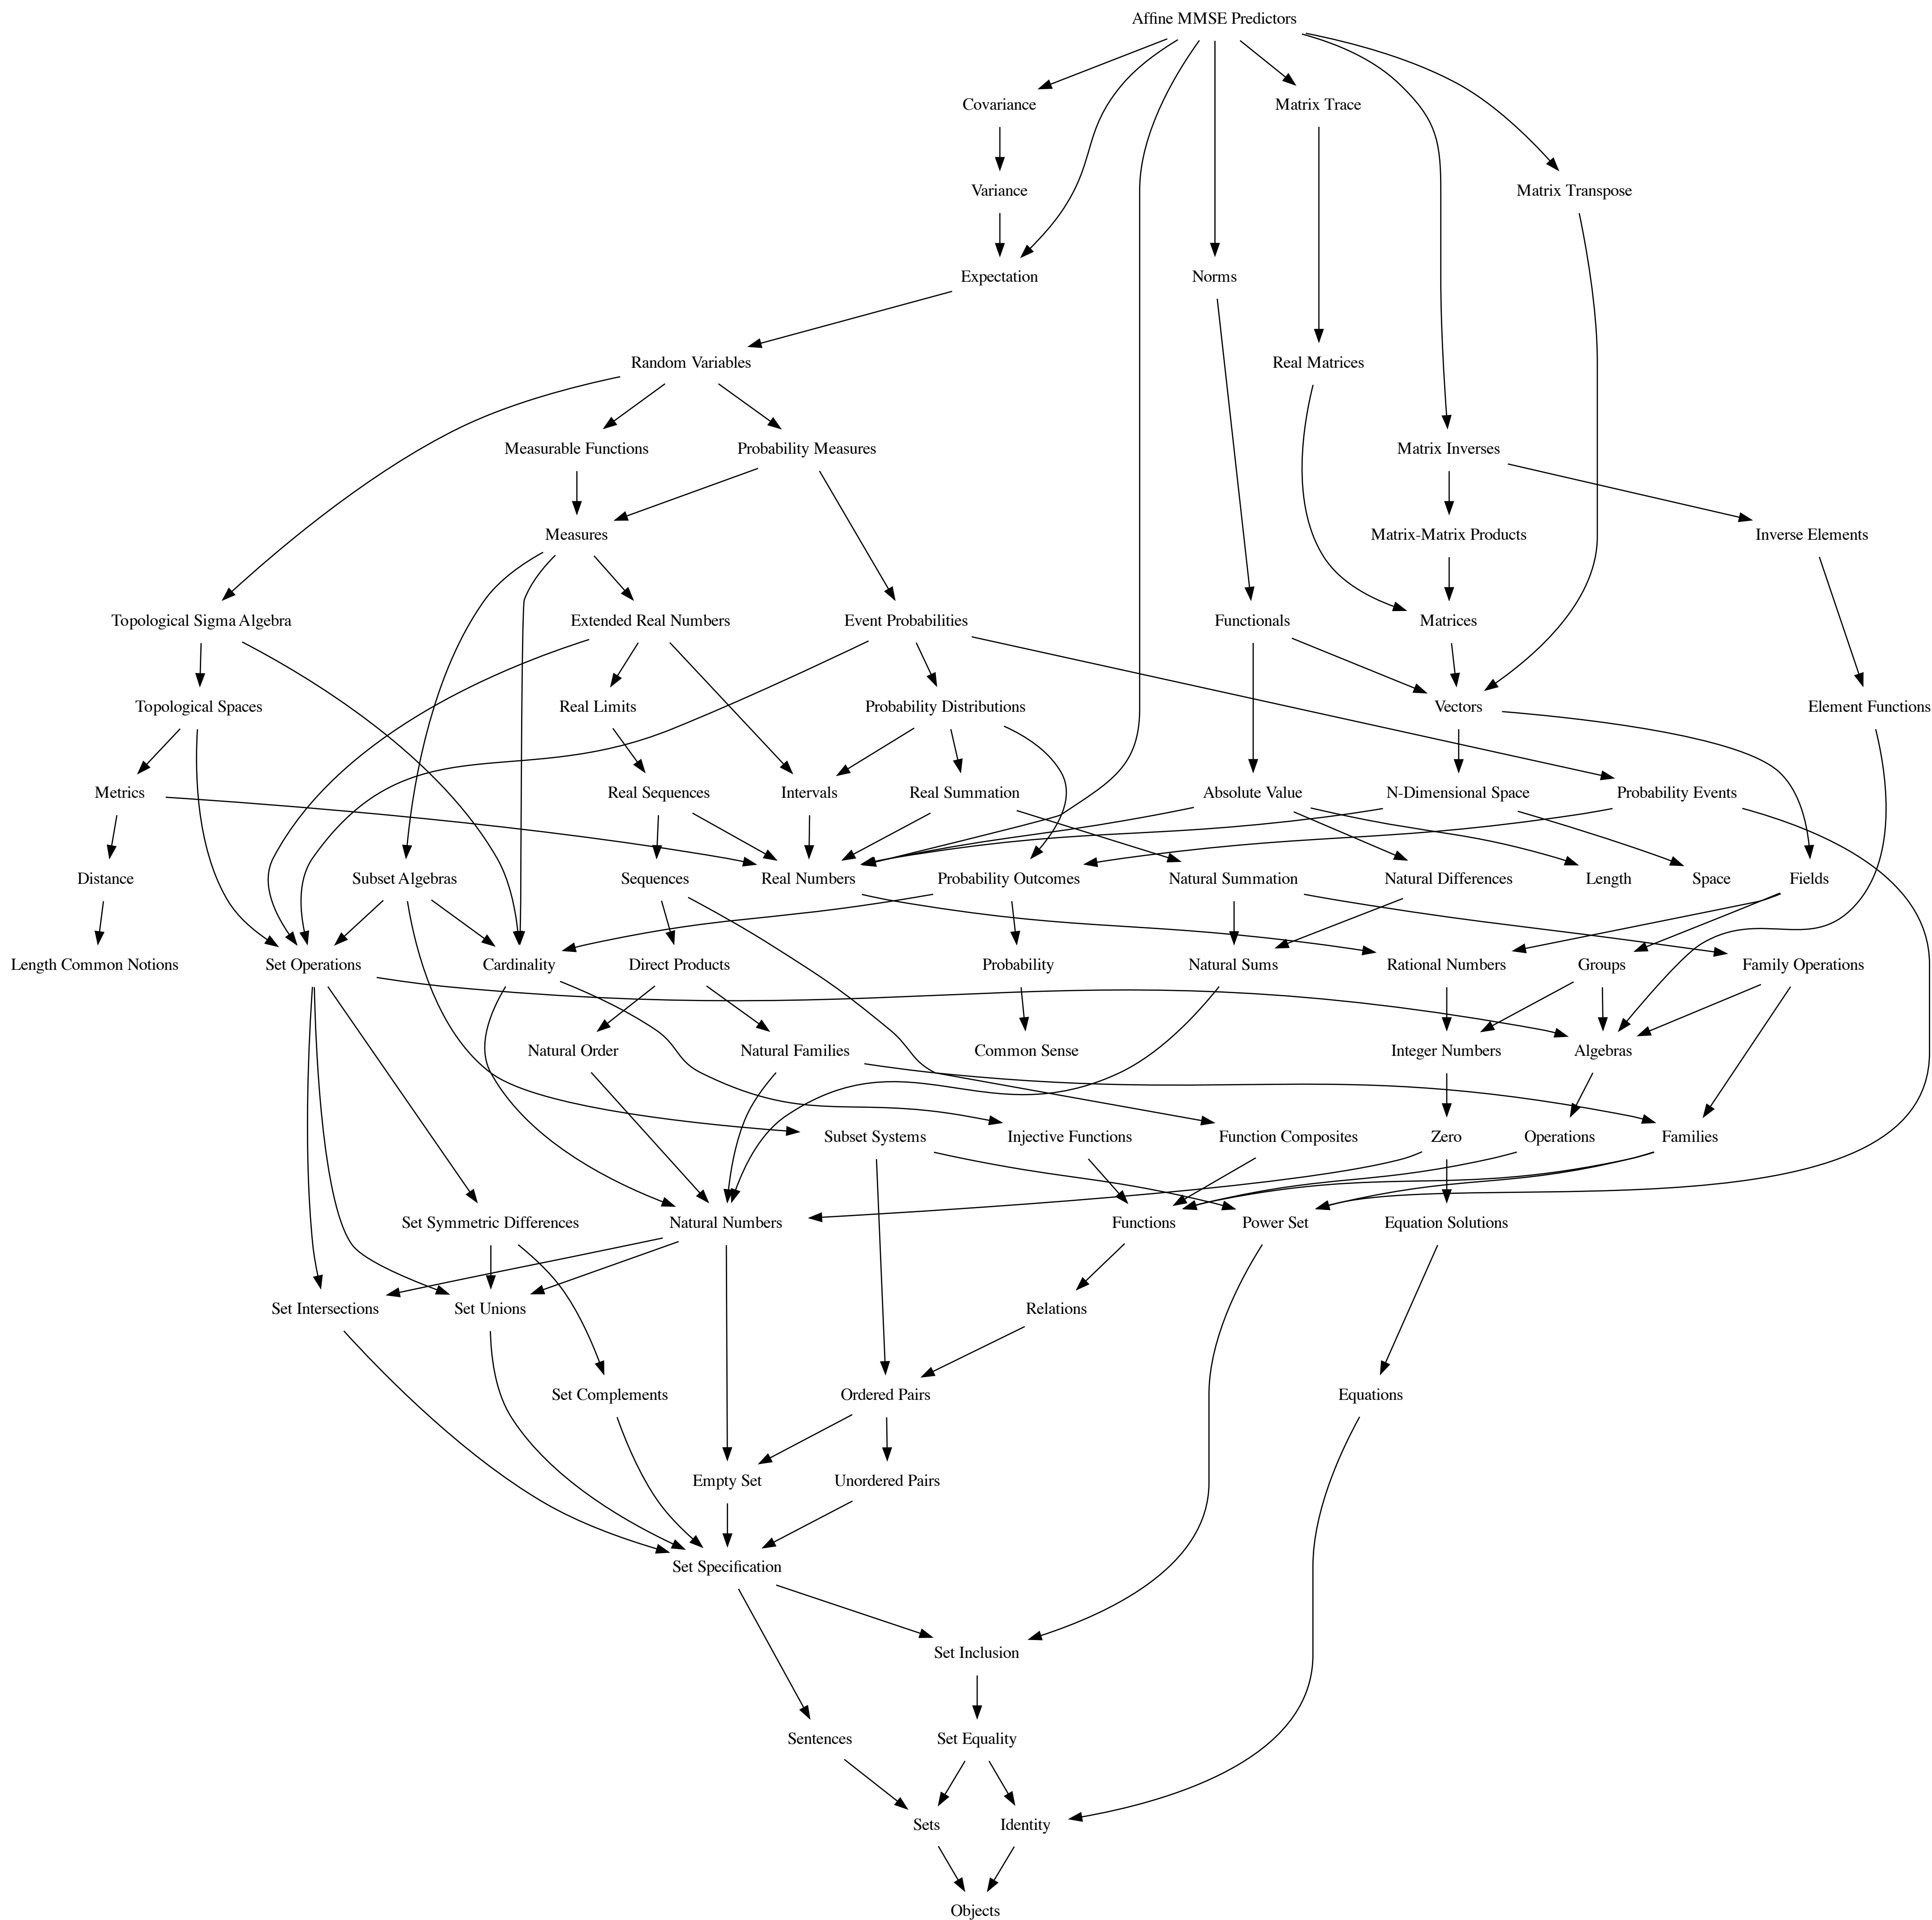 Affine MMSE Predictors
Covariance
Matrix Trace
Variance
Matrix Transpose
Expectation
Norms
Random Variables
Real Matrices
Measurable Functions
Probability Measures
Matrix Inverses
Measures
Matrix-Matrix Products
Inverse Elements
Topological Sigma Algebra
Extended Real Numbers
Event Probabilities
Functionals
Matrices
Topological Spaces
Real Limits
Probability Distributions
Vectors
Element Functions
Metrics
Real Sequences
Intervals
Real Summation
Absolute Value
N-Dimensional Space
Probability Events
Distance
Subset Algebras
Sequences
Real Numbers
Probability Outcomes
Natural Summation
Natural Differences
Length
Space
Fields
Length Common Notions
Set Operations
Cardinality
Direct Products
Probability
Natural Sums
Rational Numbers
Groups
Family Operations
Natural Order
Natural Families
Common Sense
Integer Numbers
Algebras
Subset Systems
Injective Functions
Function Composites
Zero
Operations
Families
Set Symmetric Differences
Natural Numbers
Functions
Power Set
Equation Solutions
Set Intersections
Set Unions
Relations
Set Complements
Ordered Pairs
Equations
Empty Set
Unordered Pairs
Set Specification
Set Inclusion
Sentences
Set Equality
Sets
Identity
Objects